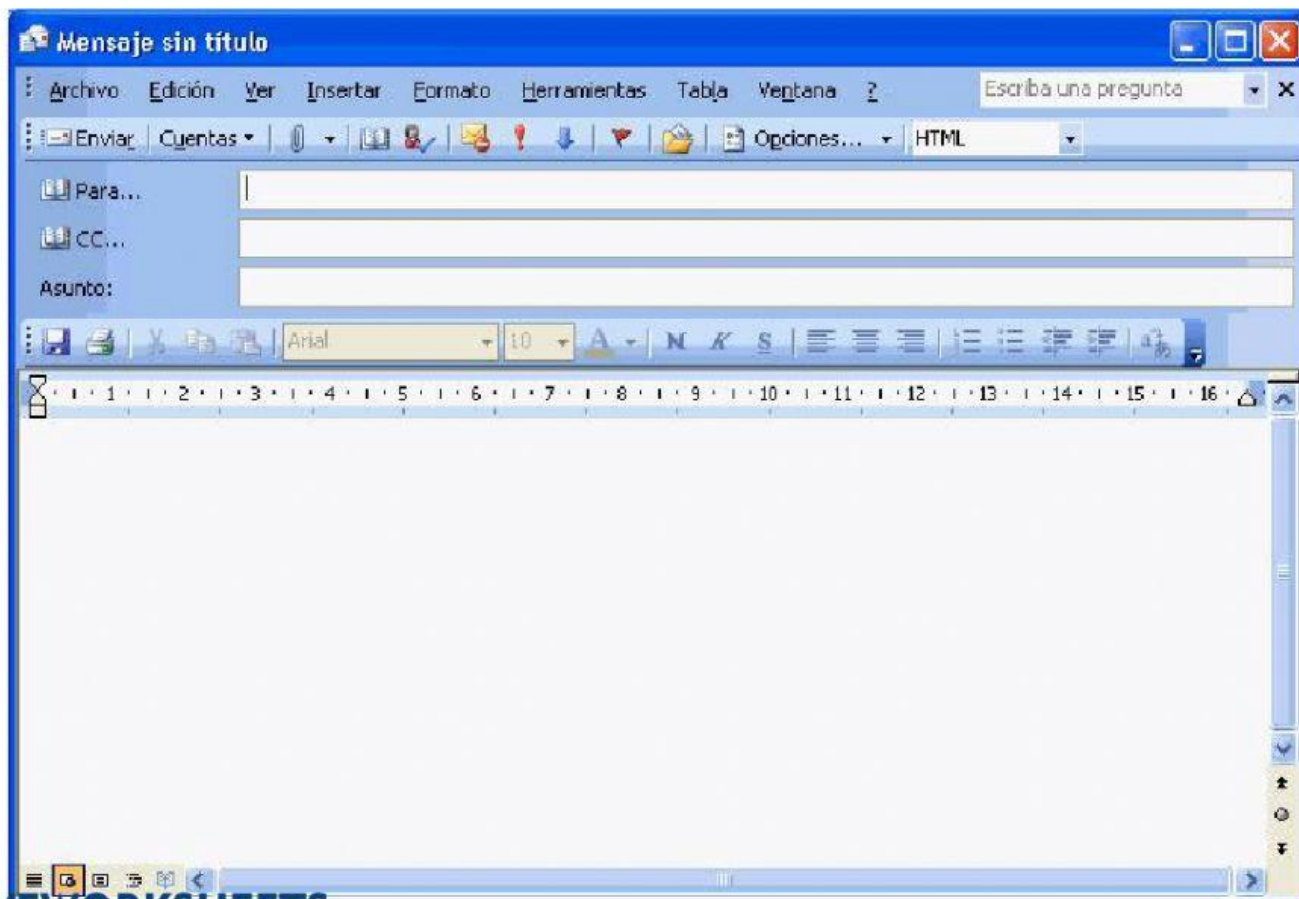 Mensaje sin título
Archivo Edición Ver Insertar Formato Herramientas Tabla Ventana ? Escriba una pregunta
Enviar Cuentas Opciones... HTML
Para...
CC...
Asunto:
Arial 10 A N K S
1 2 3 4 5 6 7 8 9 10 11 12 13 14 15 16
WORKSHEETS